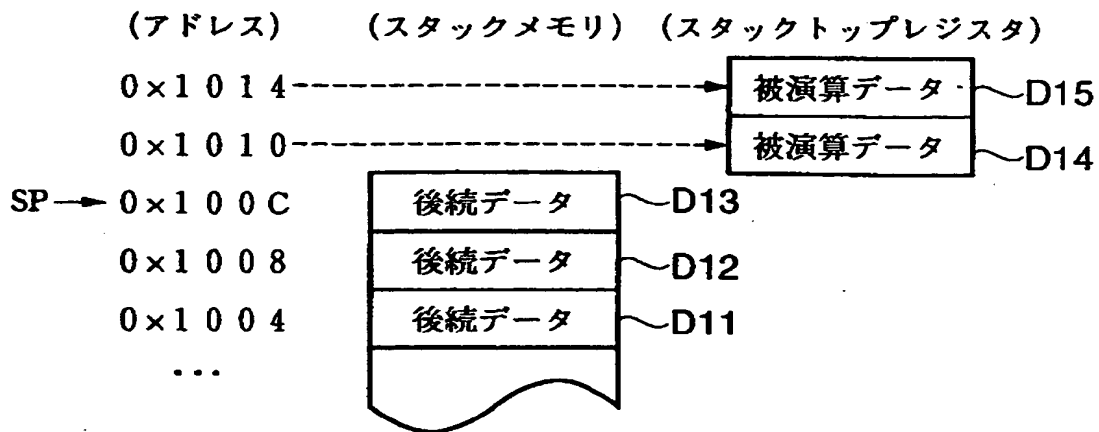 (アドレス) (スタックメモリ) (スタックトップレジスタ)
0×1014 被演算データ D15
0×1010 被演算データ D14
SP 0×100C 後続データ D13
0×1008 後続データ D12
0×1004 後続データ D11
...